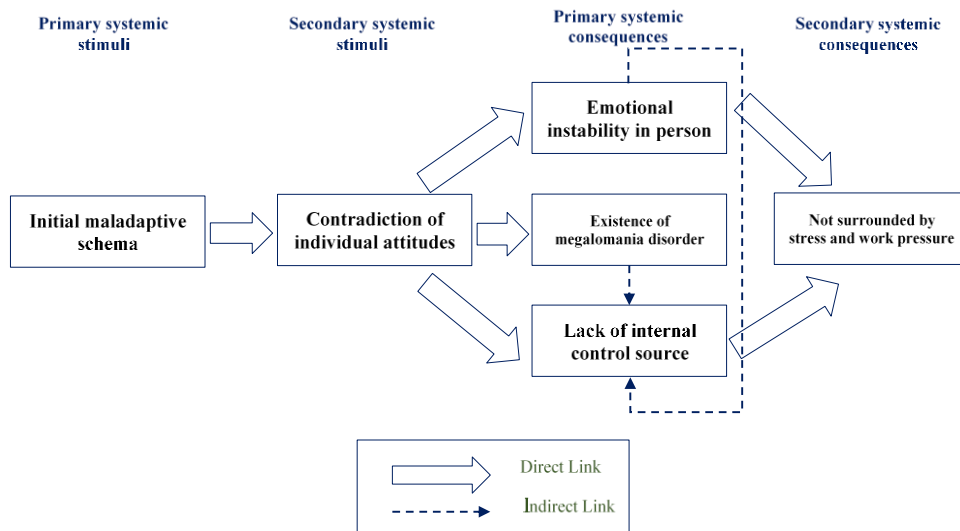 Primary systemic
stimuli
Secondary systemic
stimuli
Primary systemic
consequences
Secondary systemic
consequences
Emotional
instability in person
Initial maladaptive
schema
Contradiction of
individual attitudes
Existence of
megalomania disorder
Not surrounded by
stress and work pressure
Lack of internal
control source
Direct Link
Indirect Link